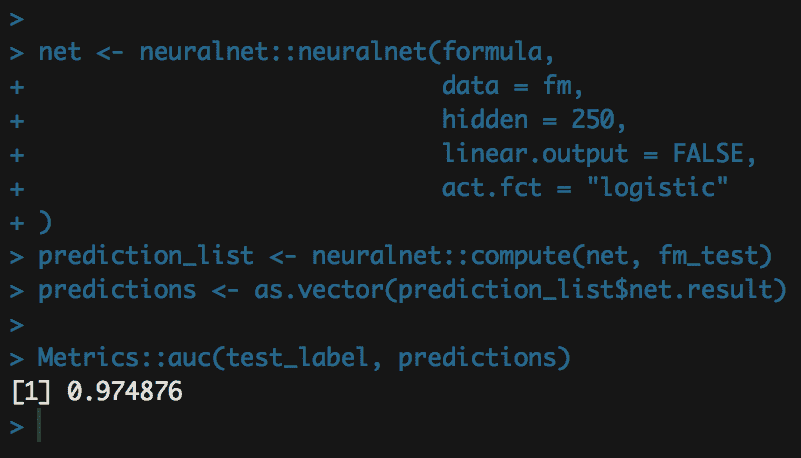 >
> net <- neuralnet::neuralnet(formula,
+                             data = fm,
+                             hidden = 250,
+                             linear.output = FALSE,
+                             act.fct = "logistic"
+ )
> prediction_list <- neuralnet::compute(net, fm_test)
> predictions <- as.vector(prediction_list$net.result)
>
> Metrics::auc(test_label, predictions)
[1] 0.974876
>